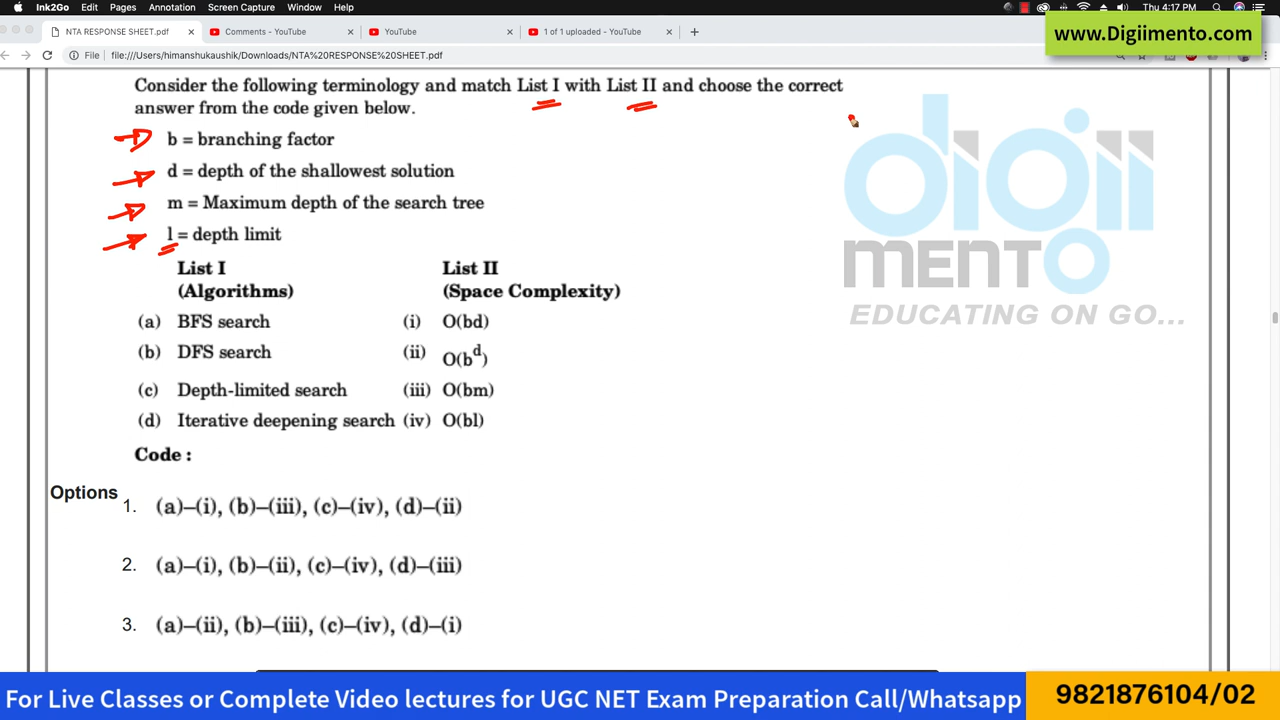 Ink2Go Edit Pages Annotation Screen Capture Window Help
Thu 4:17 PM
NTA RESPONSE SHEET.pdf × Comments - YouTube × YouTube × 1 of 1 uploaded - YouTube × +
File file:///Users/himanshukaushik/Downloads/NTA%20RESPONSE%20SHEET.pdf
www.Digiimento.com
Consider the following terminology and match List I with List II and choose the correct
answer from the code given below.
b = branching factor
d = depth of the shallowest solution
m = Maximum depth of the search tree
l = depth limit
digii
MENTO
EDUCATING ON GO...
List I List II
(Algorithms) (Space Complexity)
(a) BFS search (i) O(bd)
(b) DFS search (ii) O(b^d)
(c) Depth-limited search (iii) O(bm)
(d) Iterative deepening search (iv) O(bl)
Code :
Options
1. (a)–(i), (b)–(iii), (c)–(iv), (d)–(ii)
2. (a)–(i), (b)–(ii), (c)–(iv), (d)–(iii)
3. (a)–(ii), (b)–(iii), (c)–(iv), (d)–(i)
For Live Classes or Complete Video lectures for UGC NET Exam Preparation Call/Whatsapp 9821876104/02